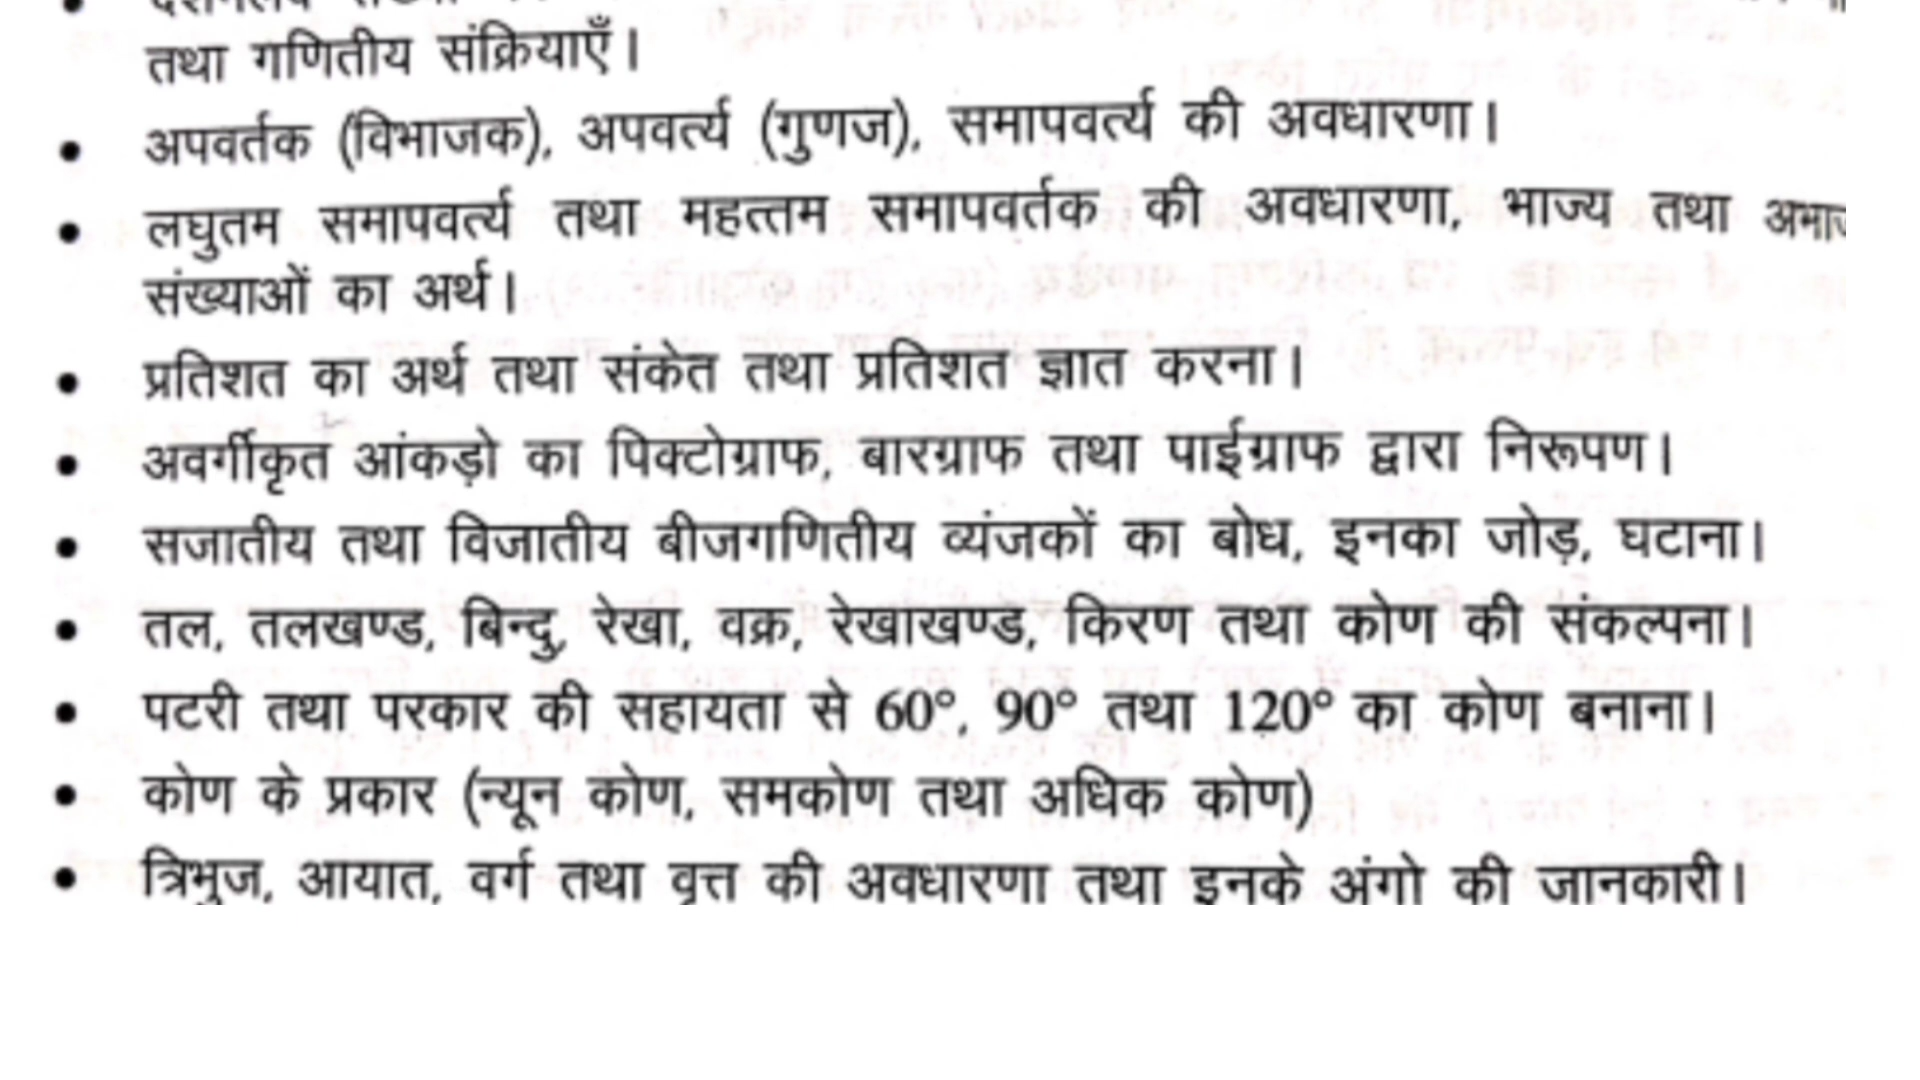 तथा गणितीय संक्रियाएँ।
• अपवर्तक (विभाजक), अपवर्त्य (गुणज), समापवर्त्य की अवधारणा।
• लघुतम समापवर्त्य तथा महत्तम समापवर्तक की अवधारणा, भाज्य तथा
संख्याओं का अर्थ।
• प्रतिशत का अर्थ तथा संकेत तथा प्रतिशत ज्ञात करना।
• अवर्गीकृत आंकड़ो का पिक्टोग्राफ, बारग्राफ तथा पाईग्राफ द्वारा निरूपण।
• सजातीय तथा विजातीय बीजगणितीय व्यंजकों का बोध, इनका जोड़, घटाना।
• तल, तलखण्ड, बिन्दु, रेखा, वक्र, रेखाखण्ड, किरण तथा कोण की संकल्पना।
• पटरी तथा परकार की सहायता से 60°, 90° तथा 120° का कोण बनाना।
• कोण के प्रकार (न्यून कोण, समकोण तथा अधिक कोण)
• त्रिभुज, आयात, वर्ग तथा वृत्त की अवधारणा तथा इनके अंगो की जानकारी।